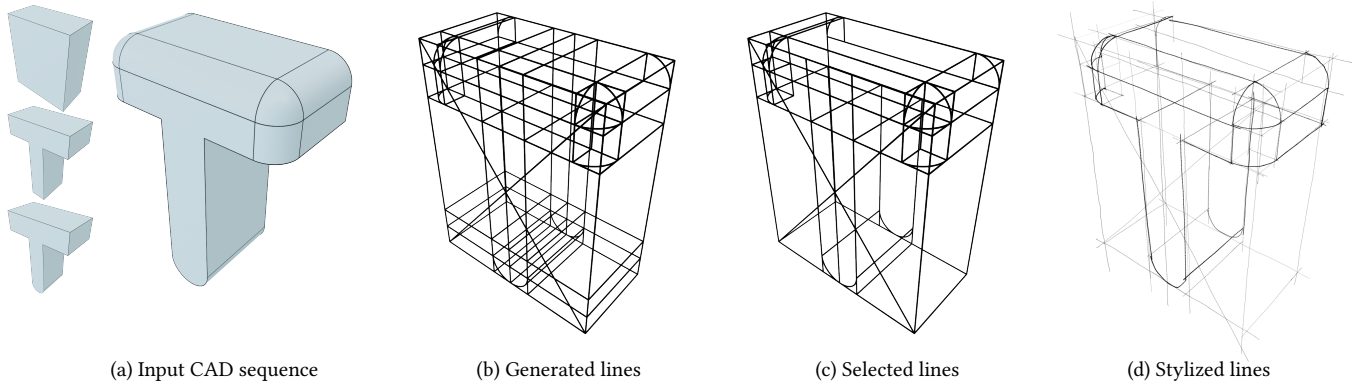 (a) Input CAD sequence
(b) Generated lines
(c) Selected lines
(d) Stylized lines